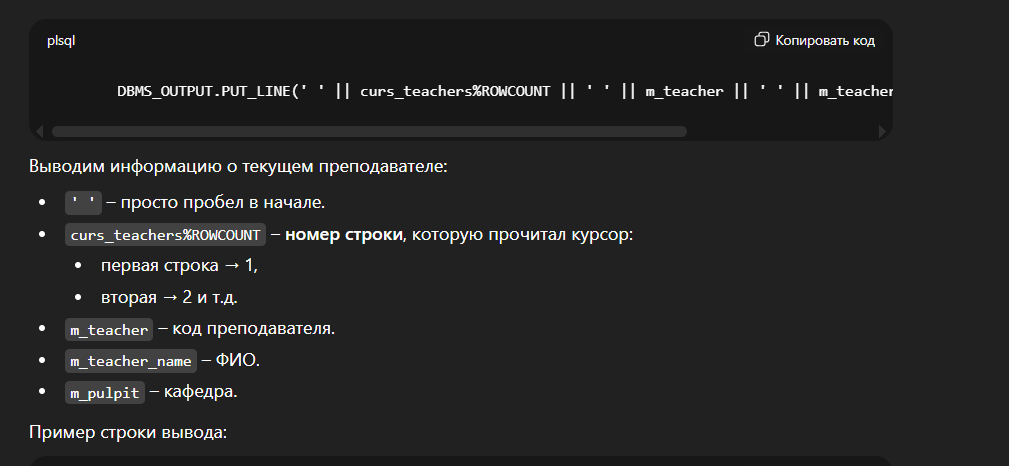 plsql
Копировать код
DBMS_OUTPUT.PUT_LINE(' ' || curs_teachers%ROWCOUNT || ' ' || m_teacher || ' ' || m_teacher
Выводим информацию о текущем преподавателе:
• ' ' – просто пробел в начале.
• curs_teachers%ROWCOUNT – номер строки, которую прочитал курсор:
• первая строка → 1,
• вторая → 2 и т.д.
• m_teacher – код преподавателя.
• m_teacher_name – ФИО.
• m_pulpit – кафедра.
Пример строки вывода: